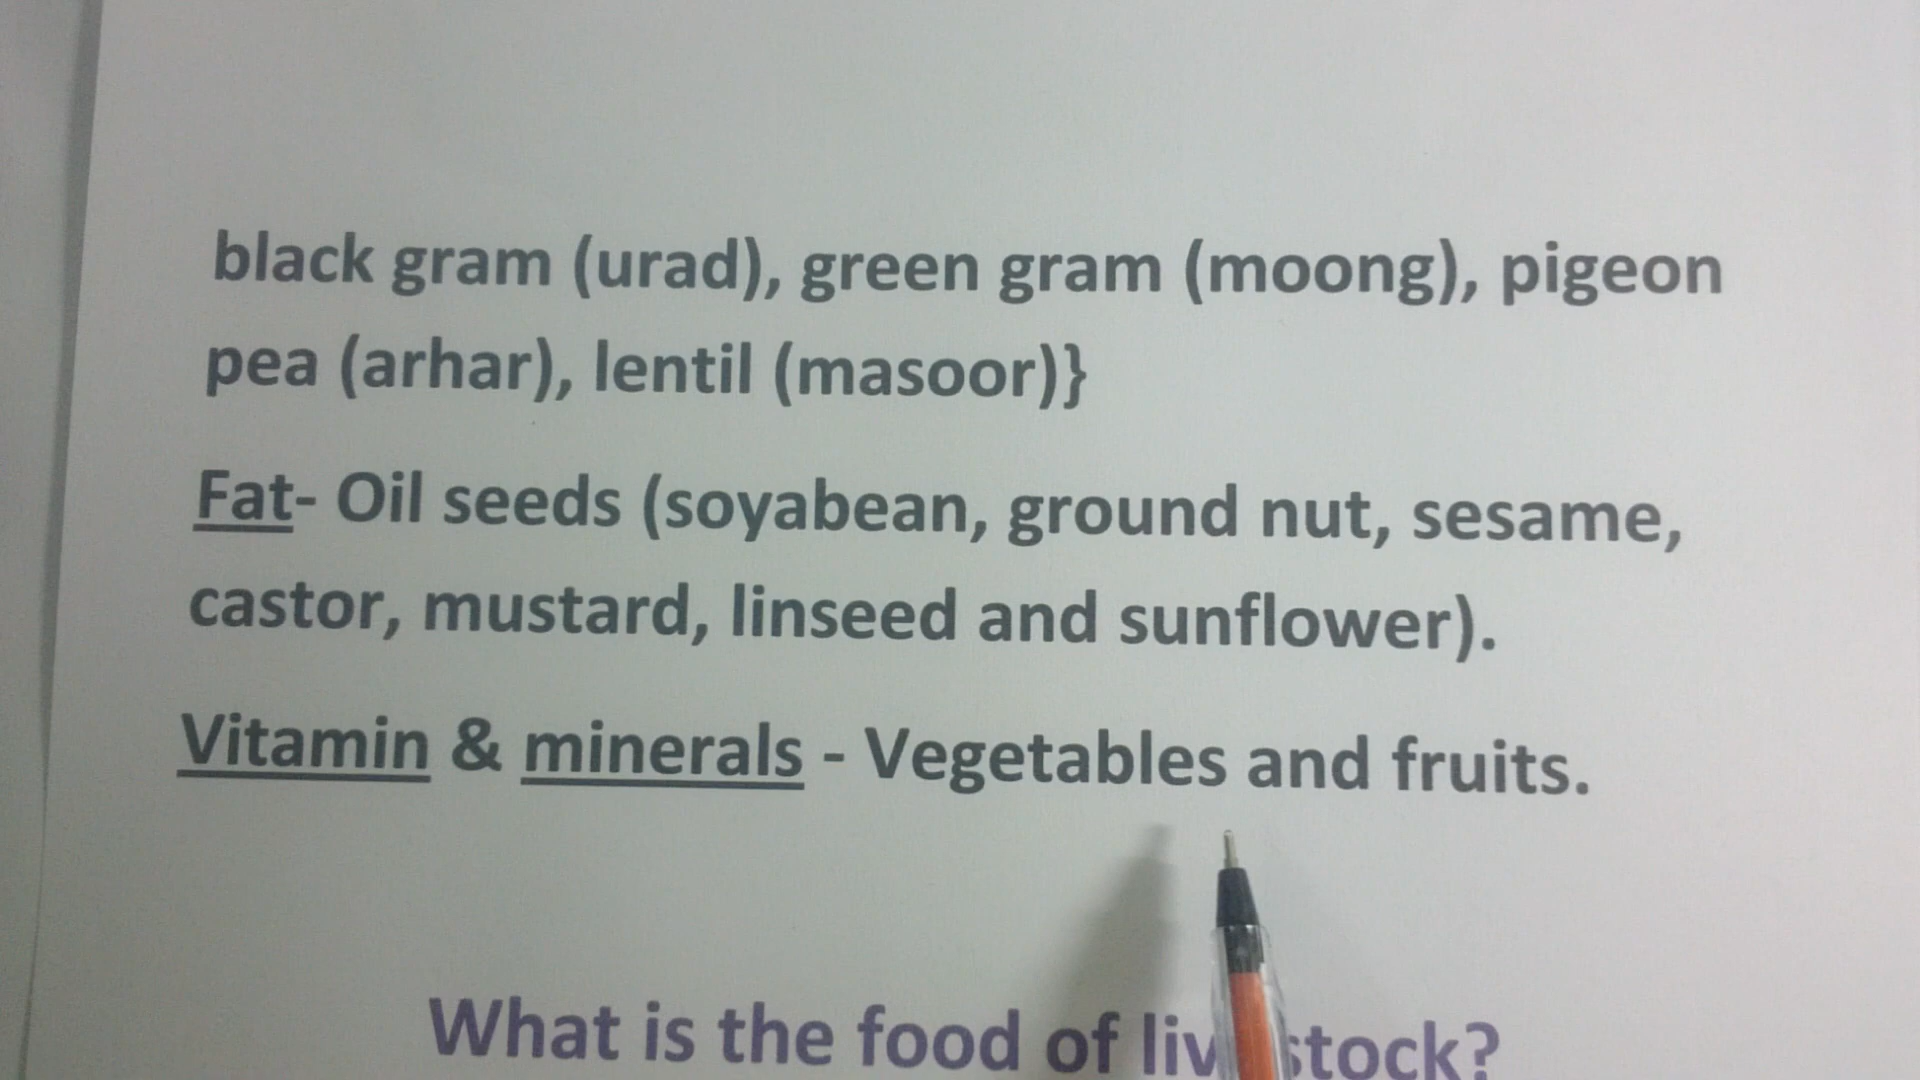 black gram (urad), green gram (moong), pigeon
pea (arhar), lentil (masoor)}
Fat- Oil seeds (soyabean, ground nut, sesame,
castor, mustard, linseed and sunflower).
Vitamin & minerals - Vegetables and fruits.
What is the food of livestock?